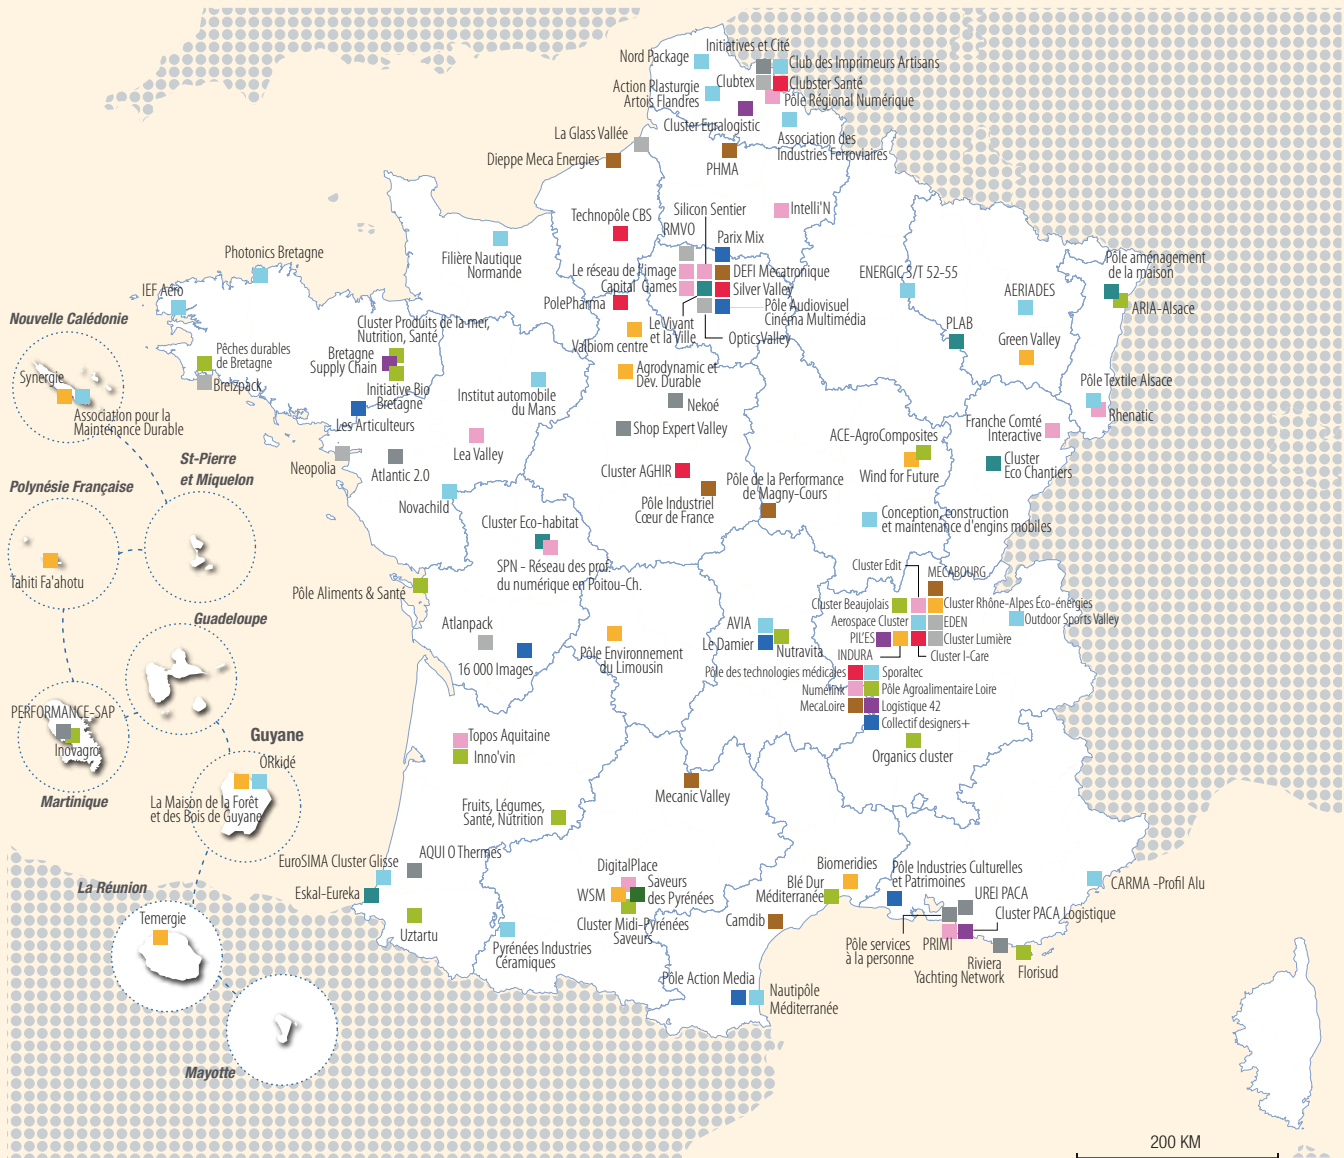 Initiatives et Cité
Nord Package
Club des Imprimeurs Artisans
Clubtex
Clubster Santé
Action Plasturgie
Artois Flandres
Pôle Régional Numérique
Cluster Euralogistic
Association des
Industries Ferroviaires
La Glass Vallée
Dieppe Meca Energies
PHMA
Technopôle CBS
Silicon Sentier
Intelli'N
RMVO
Parix Mix
Photonics Bretagne
Filière Nautique
Normande
Le réseau de l'image
DEFI Mecatronique
Capital Games
Silver Valley
PolePharma
Pôle Audiovisuel
Cinéma Multimédia
Le Vivant
et la Ville
OpticsValley
Valbiom centre
ENERGIC S/T 52-55
Pôle aménagement
de la maison
AERIADES
ARIA-Alsace
PLAB
Green Valley
IEF Aéro
Nouvelle Calédonie
Cluster Produits de la mer,
Nutrition, Santé
Pêches durables
de Bretagne
Bretagne
Supply Chain
Synergie
Breizpack
Initiative Bio
Bretagne
Institut automobile
du Mans
Agrodynamic et
Dév. Durable
Nekoé
Pôle Textile Alsace
Rhenatic
Association pour la
Maintenance Durable
Les Articuleurs
Shop Expert Valley
Franche Comté
Interactive
ACE-AgroComposites
Neopolia
Lea Valley
Atlantic 2.0
Wind for Future
Cluster
Eco Chantiers
St-Pierre
et Miquelon
Polynésie Française
Cluster AGHIR
Pôle de la Performance
de Magny-Cours
Novachild
Pôle Industriel
Cœur de France
Conception, construction
et maintenance d'engins mobiles
Cluster Eco-habitat
SPN - Réseau des prof.
du numérique en Poitou-Ch.
Tahiti Fa'ahotu
Pôle Aliments & Santé
Cluster Edit
MECABOURG
Cluster Beaujolais
Cluster Rhône-Alpes Éco-énergies
Guadeloupe
Atlanpack
AVIA
Aerospace Cluster
EDEN
Outdoor Sports Valley
Le Damier
Nutravita
PIL'ES
Cluster Lumière
INDURA
Cluster I-Care
16 000 Images
Pôle Environnement
du Limousin
Pôle des technologies médicales
Sporaltec
Numelink
Pôle Agroalimentaire Loire
MecaLoire
Logistique 42
Collectif designers+
Organics cluster
PERFORMANCE-SAP
Inovagro
Guyane
Topos Aquitaine
Inno'vin
ORkidé
Martinique
La Maison de la Forêt
et des Bois de Guyane
Mecanic Valley
Fruits, Légumes,
Santé, Nutrition
EuroSIMA Cluster Glisse
AQUI O Thermes
Eskal-Eureka
DigitalPlace
WSM
Saveurs
des Pyrénées
Cluster Midi-Pyrénées
Saveurs
Biomeridies
Blé Dur
Méditerranée
Pôle Industries Culturelles
et Patrimoines
CARMA -Profil Alu
La Réunion
UREI PACA
Cluster PACA Logistique
Temergie
Uztartu
Camdib
Pyrénées Industries
Céramiques
Pôle services
à la personne
PRIMI
Riviera
Yachting Network
Florisud
Pôle Action Media
Nautipôle
Méditerranée
Mayotte
200 KM